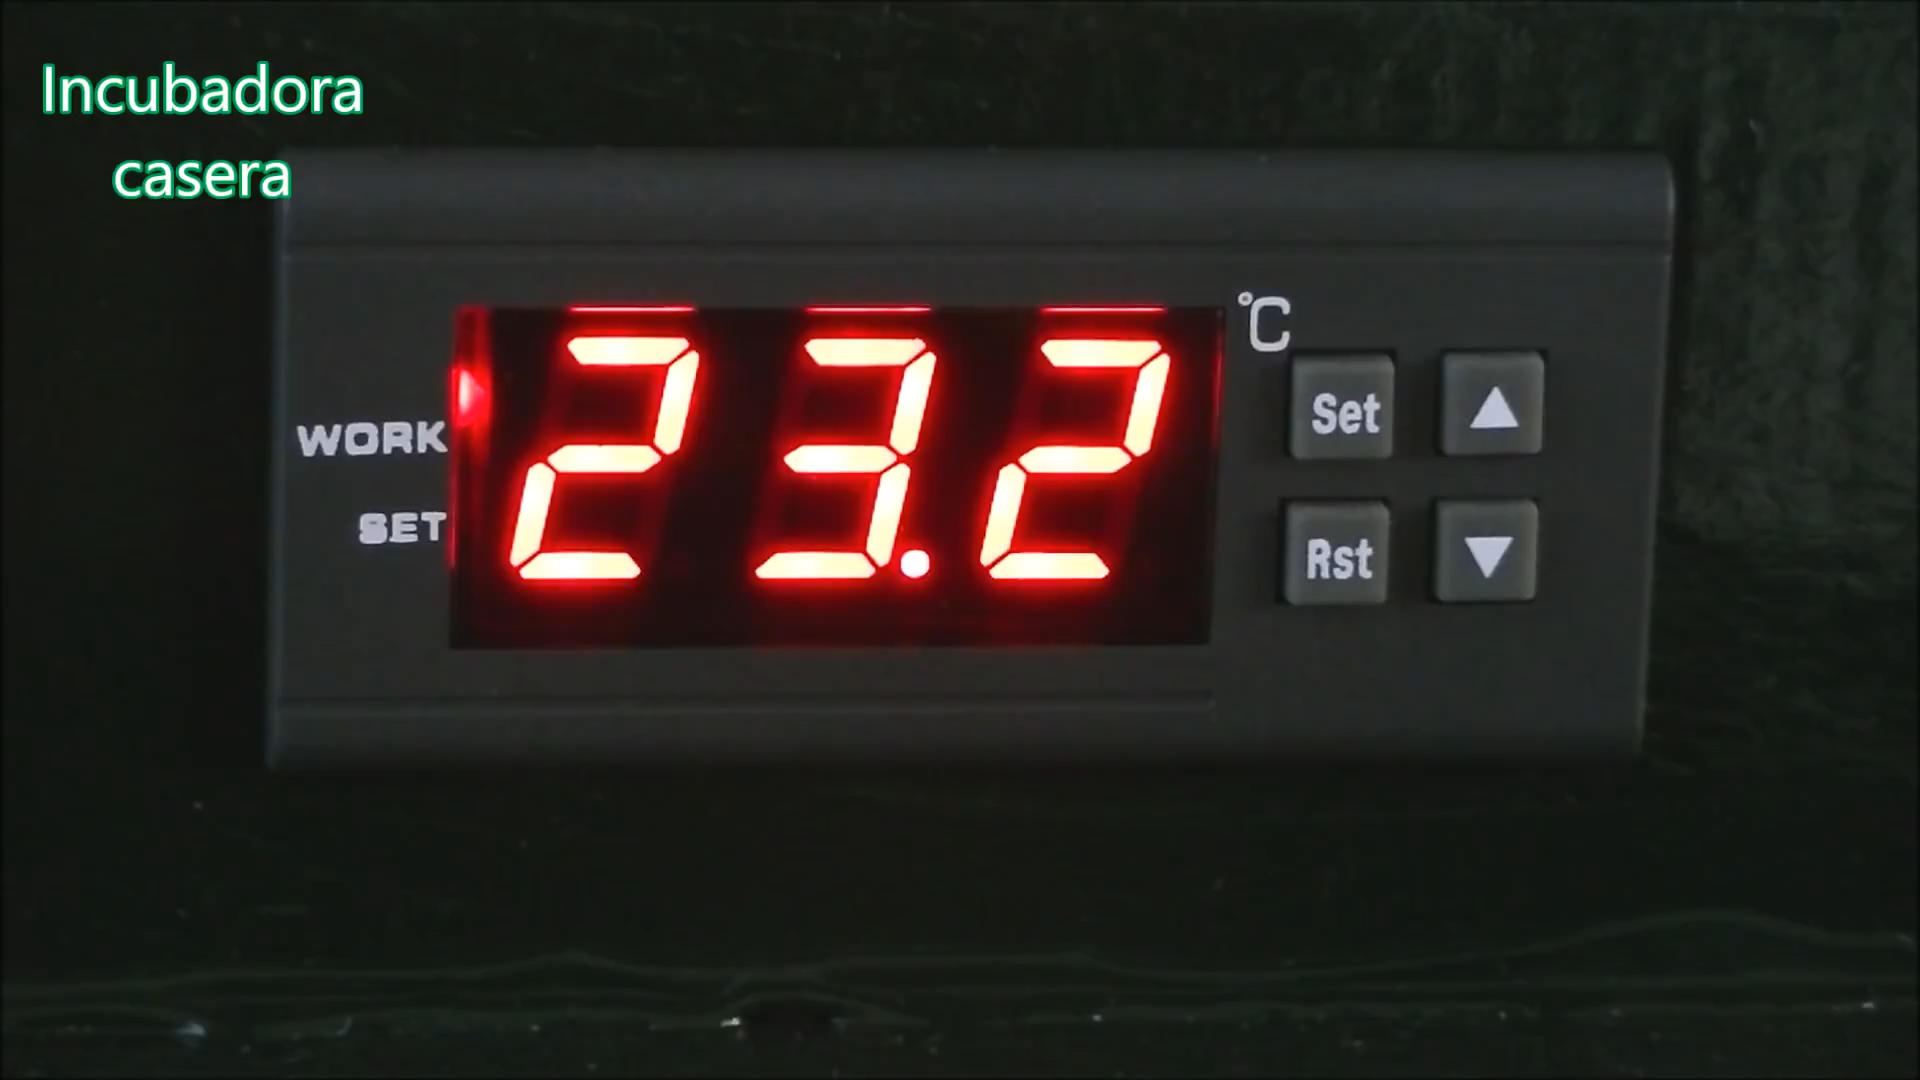 Incubadora
casera
°C
23.2
WORK
SET
Set
Rst